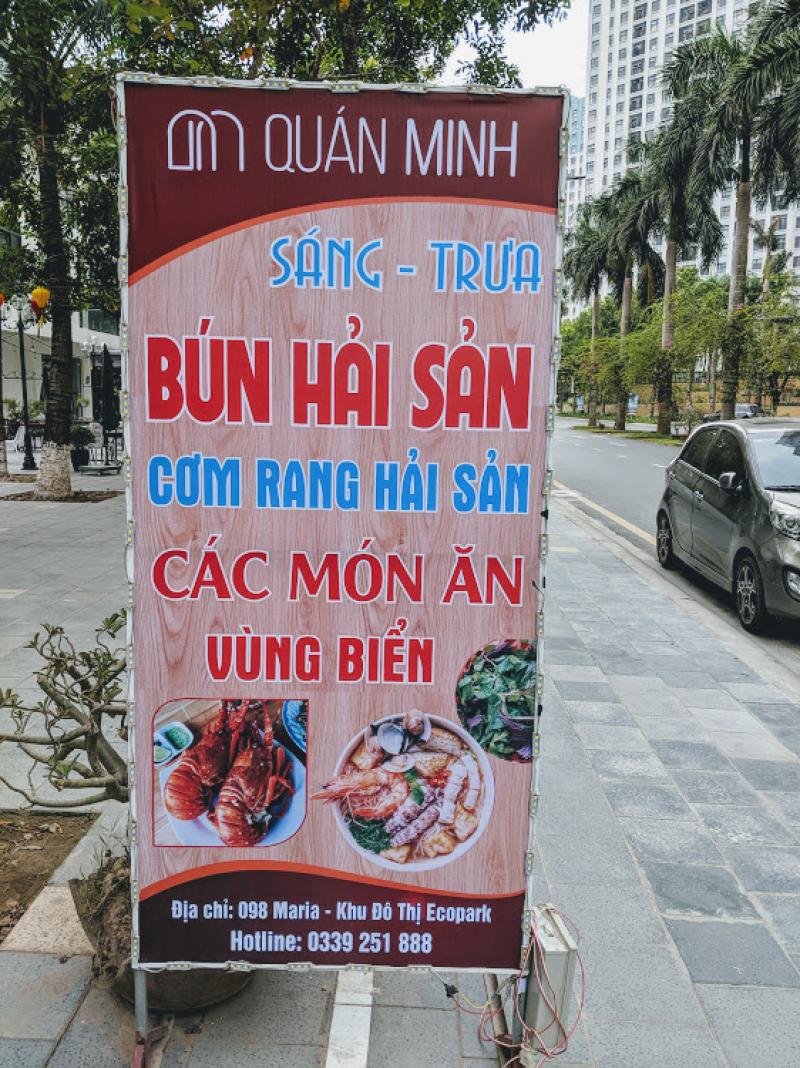 QUÁN MINH
SÁNG - TRƯA
BÚN HẢI SẢN
CƠM RANG HẢI SẢN
CÁC MÓN ĂN
VÙNG BIỂN
Địa chỉ: 098 Maria - Khu Đô Thị Ecopark
Hotline: 0339 251 888